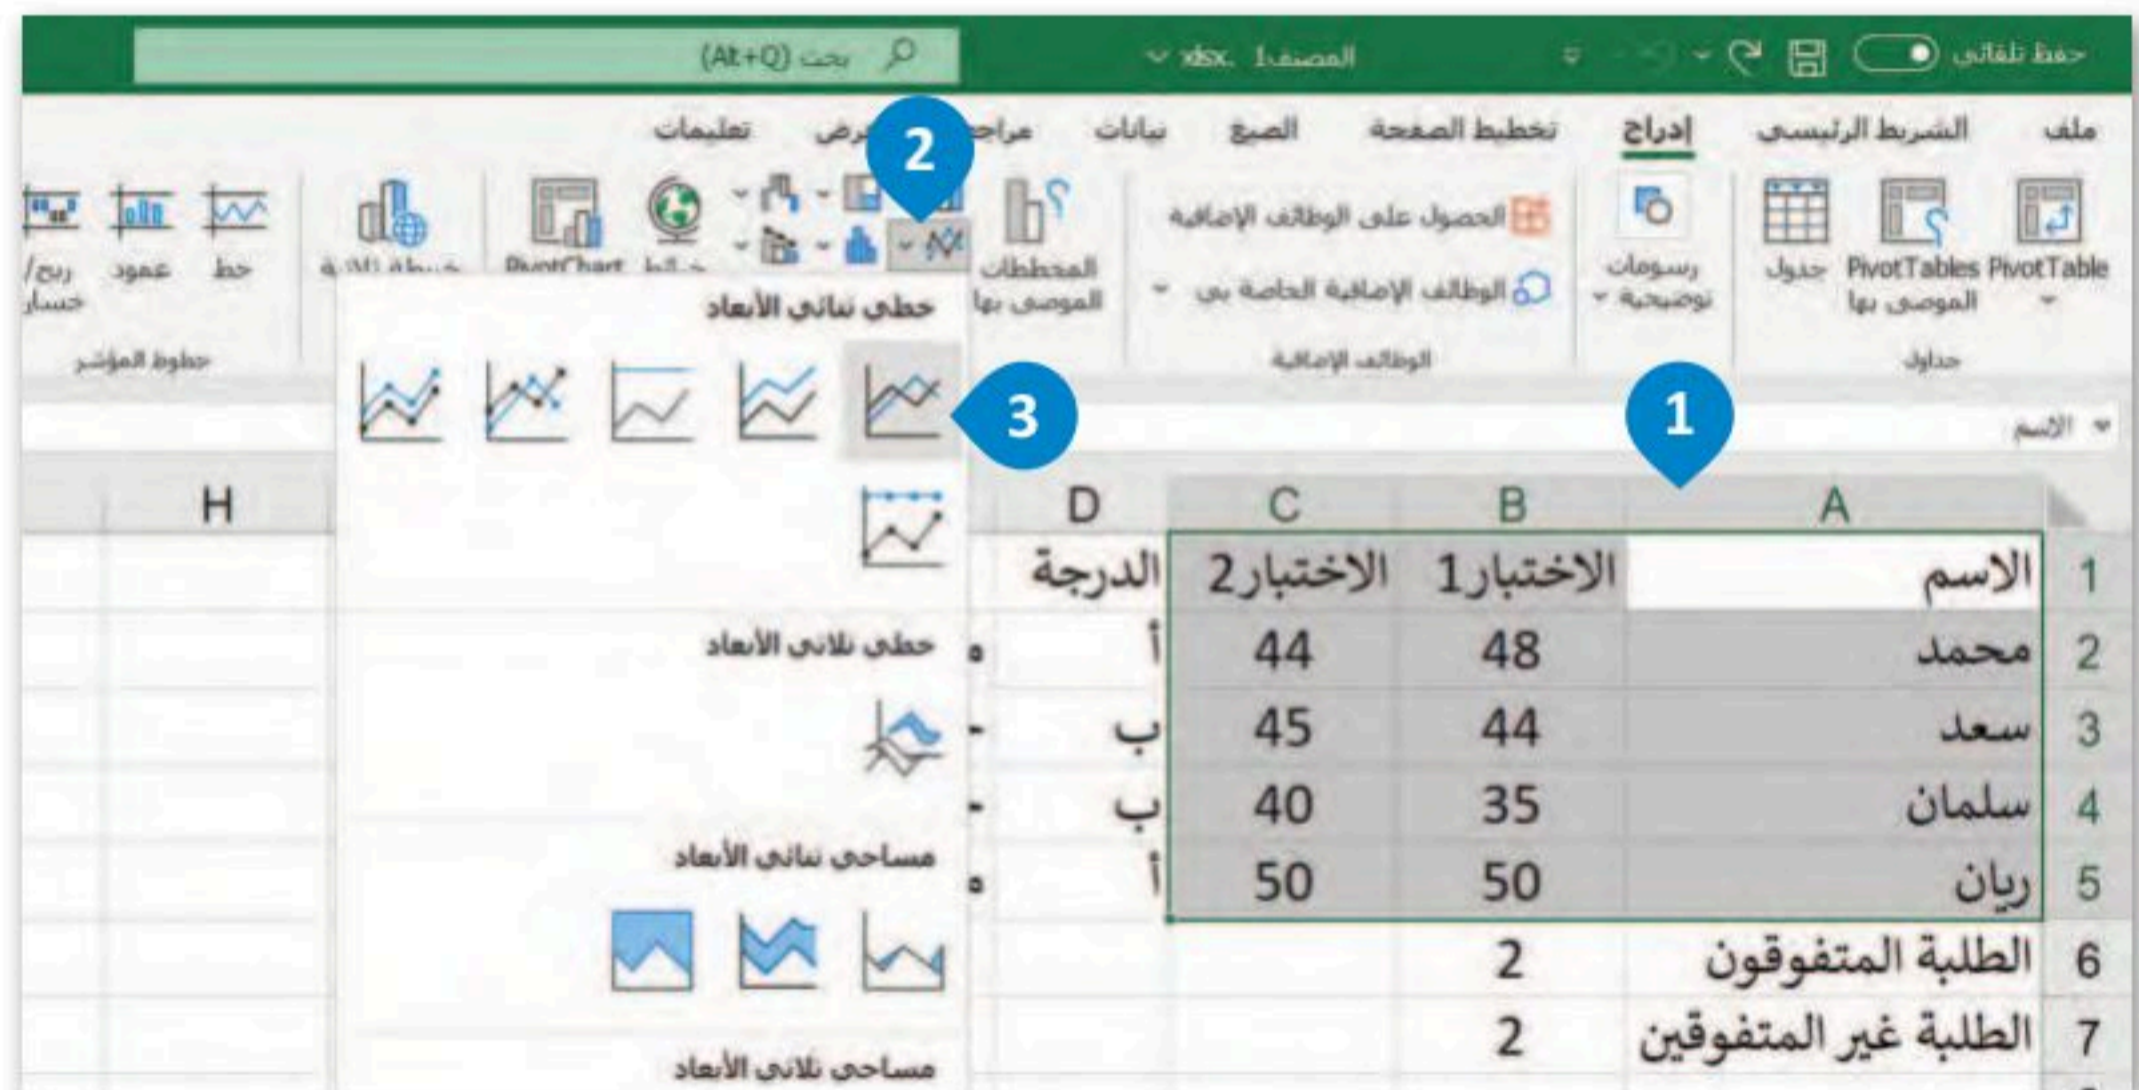 حفظ تلقائي
المصنف1 .xlsx
بحث (Alt+Q)
ملف الشريط الرئيسي إدراج تخطيط الصفحة الصيغ بيانات تعليمات
2
PivotTable
PivotTables الموصى بها
جدول
جداول
رسومات توضيحية
الحصول على الوظائف الإضافية
الوظائف الإضافية الخاصة بي
الوظائف الإضافية
المخططات الموصى بها
خرائط
PivotChart
خط
عمود
ربح/
خسار
خطوط المؤشر
خطي ثنائي الأبعاد
3
خطي ثلاثي الأبعاد
مساحي ثنائي الأبعاد
مساحي ثلاثي الأبعاد
1
الاسم
A B C D H
1 الاسم الاختبار1 الاختبار2 الدرجة
2 محمد 48 44 أ
3 سعد 44 45 ب
4 سلمان 35 40 ب
5 ريان 50 50 أ
6 الطلبة المتفوقون 2
7 الطلبة غير المتفوقين 2